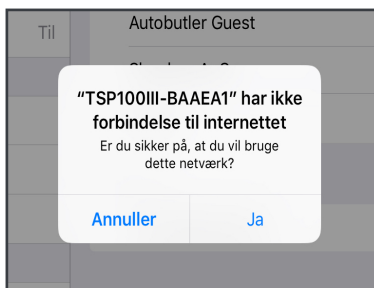 Til
Autobutler Guest
“TSP100III-BAAEA1” har ikke
forbindelse til internettet
Er du sikker på, at du vil bruge
dette netværk?
Annuller
Ja